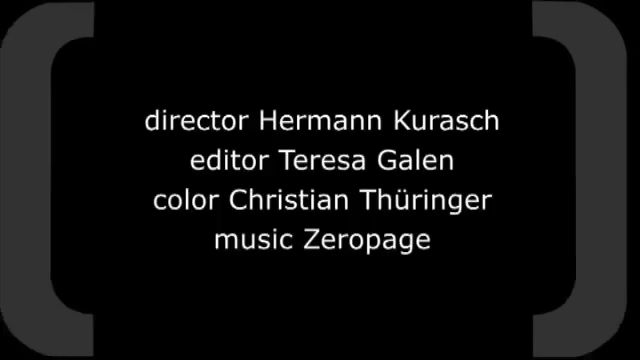 director Hermann Kurasch
editor Teresa Galen
color Christian Thüringer
music Zeropage